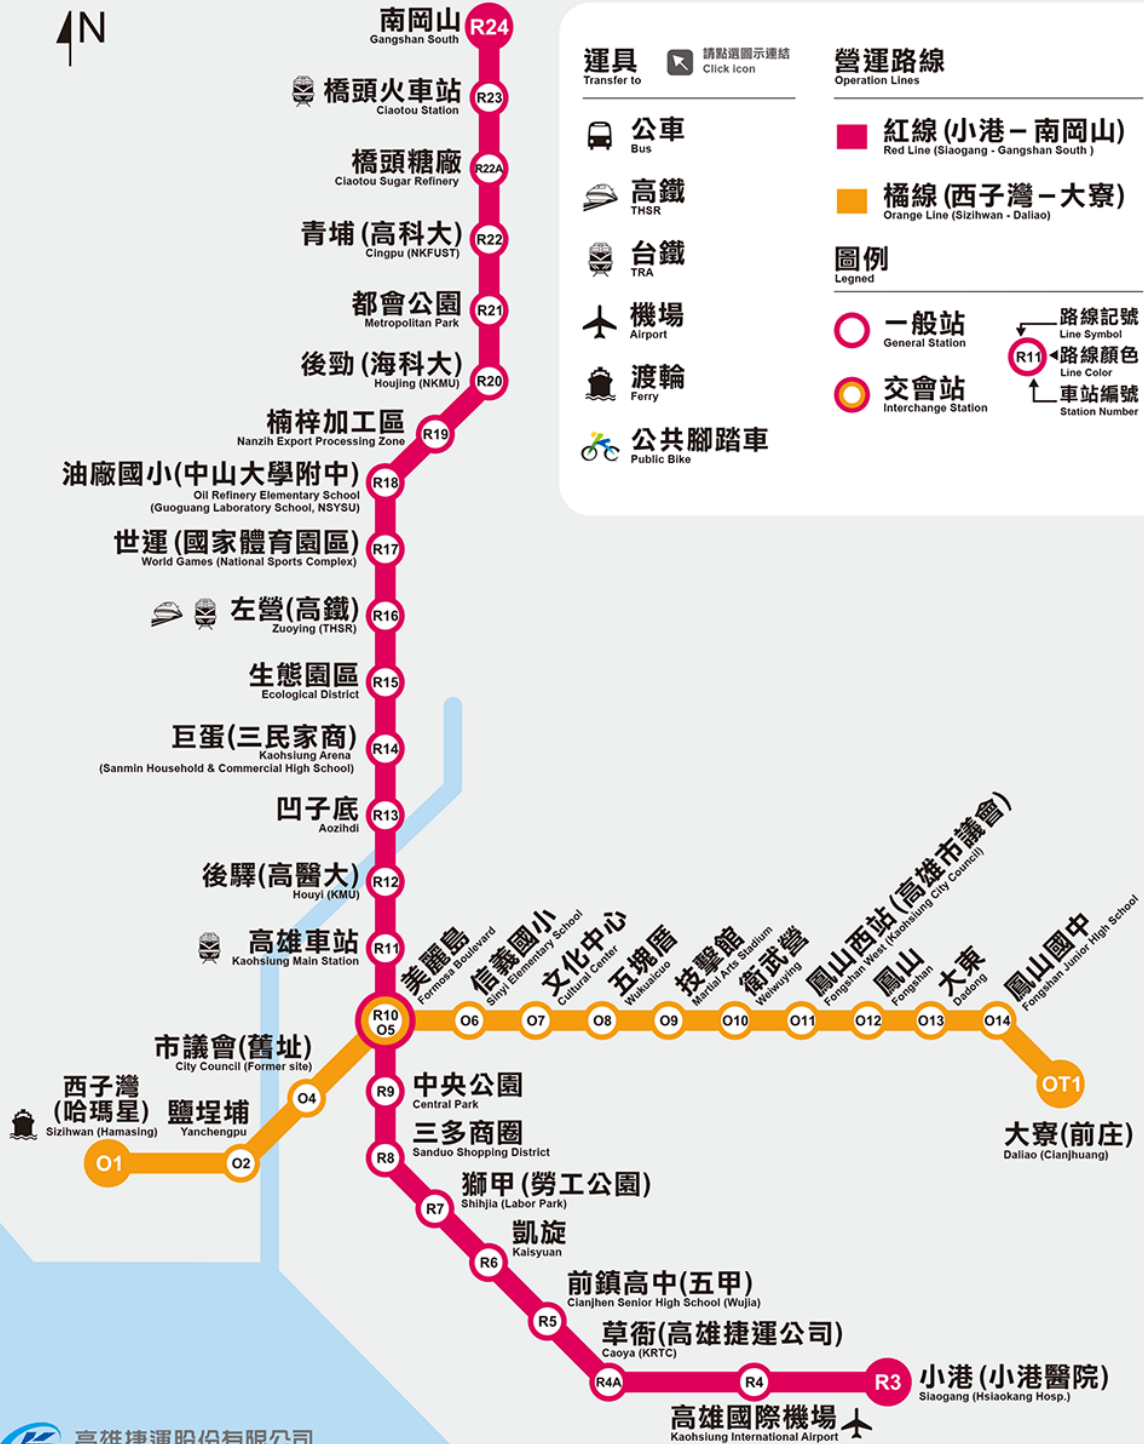 N
南岡山
Gangshan South
R24
橋頭火車站
Ciaotou Station
R23
橋頭糖廠
Ciaotou Sugar Refinery
R22A
青埔 (高科大)
Cingpu (NKFUST)
R22
都會公園
Metropolitan Park
R21
後勁 (海科大)
Houjing (NKMU)
R20
楠梓加工區
Nanzih Export Processing Zone
R19
油廠國小(中山大學附中)
Oil Refinery Elementary School
(Guoguang Laboratory School, NSYSU)
R18
世運 (國家體育園區)
World Games (National Sports Complex)
R17
左營(高鐵)
Zuoying (THSR)
R16
生態園區
Ecological District
R15
巨蛋(三民家商)
Kaohsiung Arena
(Sanmin Household & Commercial High School)
R14
凹子底
Aozihdi
R13
後驛(高醫大)
Houyi (KMU)
R12
高雄車站
Kaohsiung Main Station
R11
運具
Transfer to
請點選圖示連結
Click icon
公車
Bus
高鐵
THSR
台鐵
TRA
機場
Airport
渡輪
Ferry
公共腳踏車
Public Bike
營運路線
Operation Lines
紅線 (小港 – 南岡山)
Red Line (Siaogang - Gangshan South )
橘線 (西子灣 – 大寮)
Orange Line (Sizihwan - Daliao)
圖例
Legned
一般站
General Station
交會站
Interchange Station
R11
路線記號
Line Symbol
路線顏色
Line Color
車站編號
Station Number
美麗島
Formosa Boulevard
R10
O5
信義國小
Sinyi Elementary School
O6
文化中心
Cultural Center
O7
五塊厝
Wukuaicuo
O8
技擊館
Martial Arts Stadium
O9
衛武營
Weiwuying
O10
鳳山西站 (高雄市議會)
Fongshan West (Kaohsiung City Council)
O11
鳳山
Fongshan
O12
大東
Dadong
O13
鳳山國中
Fongshan Junior High School
O14
OT1
大寮(前庄)
Daliao (Cianjhuang)
市議會(舊址)
City Council (Former site)
O4
鹽埕埔
Yanchengpu
O2
西子灣
(哈瑪星)
Sizihwan (Hamasing)
O1
R9
中央公園
Central Park
R8
三多商圈
Sanduo Shopping District
R7
獅甲 (勞工公園)
Shihjia (Labor Park)
R6
凱旋
Kaisyuan
R5
前鎮高中(五甲)
Cianjhen Senior High School (Wujia)
R4A
草衙(高雄捷運公司)
Caoya (KRTC)
R4
高雄國際機場
Kaohsiung International Airport
R3
小港 (小港醫院)
Siaogang (Hsiaokang Hosp.)
高雄捷運股份有限公司